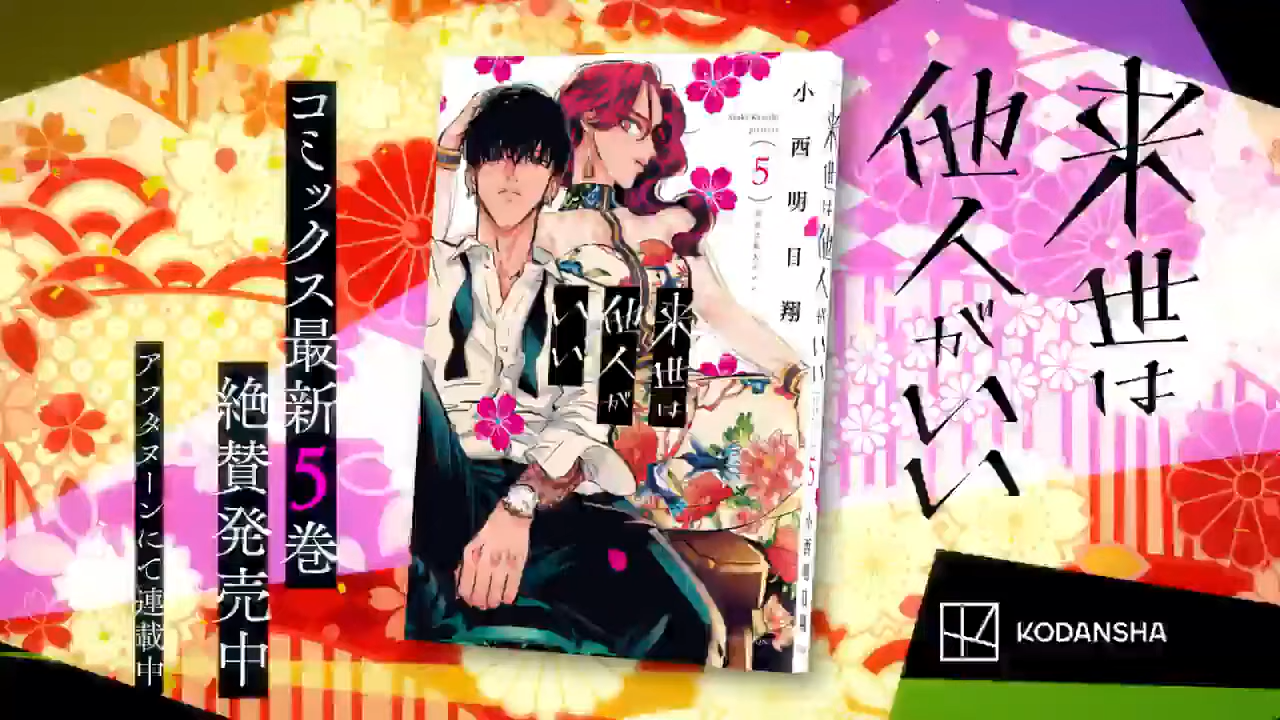 来世は
他人がいい
小西明日翔
Asuka Konishi
presents
(5)
来世は
他人が
いい
来世は他人がいい
5
小西明日翔
コミックス最新5巻
絶賛発売中
アフタヌーンにて連載中
KODANSHA